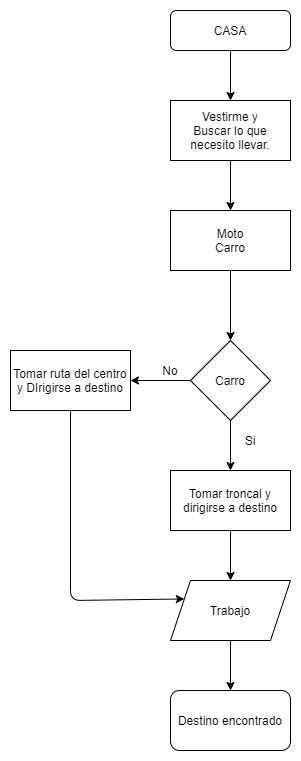 CASA
Vestirme y
Buscar lo que
necesito llevar.
Moto
Carro
Carro
No
Tomar ruta del centro
y DIrigirse a destino
Si
Tomar troncal y
dirigirse a destino
Trabajo
Destino encontrado